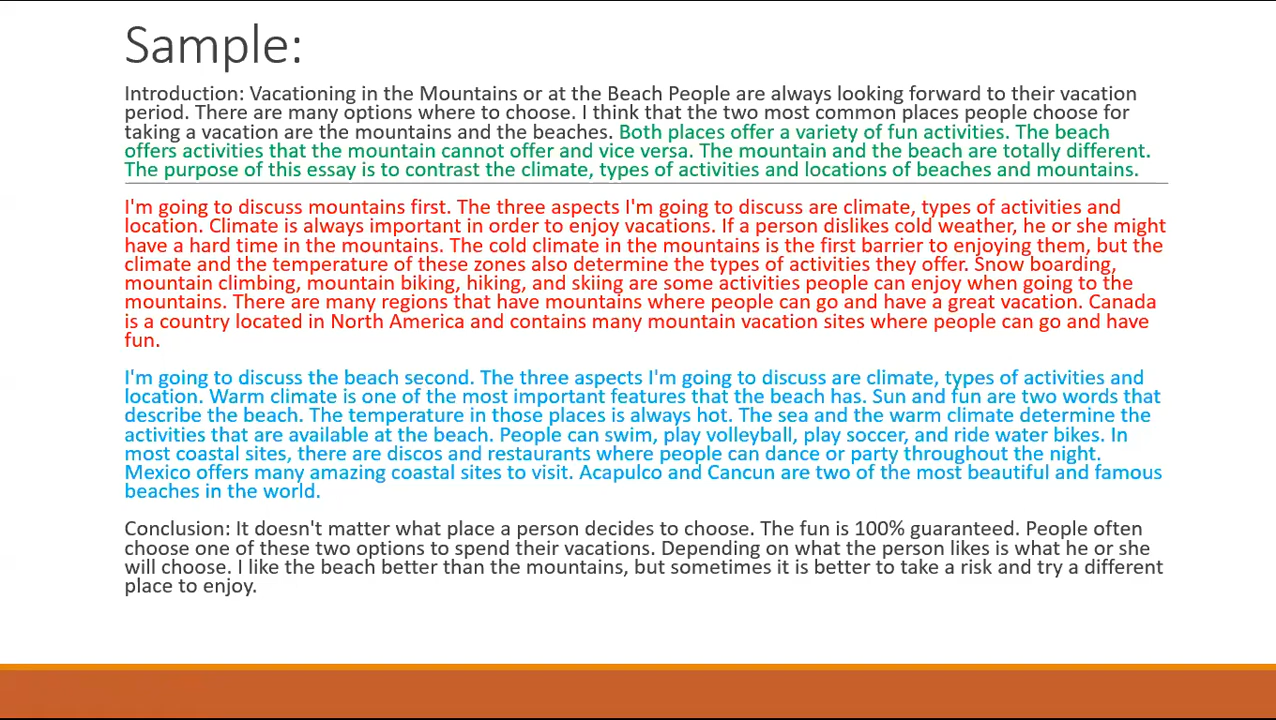 Sample:
Introduction: Vacationing in the Mountains or at the Beach People are always looking forward to their vacation
period. There are many options where to choose. I think that the two most common places people choose for
taking a vacation are the mountains and the beaches. Both places offer a variety of fun activities. The beach
offers activities that the mountain cannot offer and vice versa. The mountain and the beach are totally different.
The purpose of this essay is to contrast the climate, types of activities and locations of beaches and mountains.
I'm going to discuss mountains first. The three aspects I'm going to discuss are climate, types of activities and
location. Climate is always important in order to enjoy vacations. If a person dislikes cold weather, he or she might
have a hard time in the mountains. The cold climate in the mountains is the first barrier to enjoying them, but the
climate and the temperature of these zones also determine the types of activities they offer. Snow boarding,
mountain climbing, mountain biking, hiking, and skiing are some activities people can enjoy when going to the
mountains. There are many regions that have mountains where people can go and have a great vacation. Canada
is a country located in North America and contains many mountain vacation sites where people can go and have
fun.
I'm going to discuss the beach second. The three aspects I'm going to discuss are climate, types of activities and
location. Warm climate is one of the most important features that the beach has. Sun and fun are two words that
describe the beach. The temperature in those places is always hot. The sea and the warm climate determine the
activities that are available at the beach. People can swim, play volleyball, play soccer, and ride water bikes. In
most coastal sites, there are discos and restaurants where people can dance or party throughout the night.
Mexico offers many amazing coastal sites to visit. Acapulco and Cancun are two of the most beautiful and famous
beaches in the world.
Conclusion: It doesn't matter what place a person decides to choose. The fun is 100% guaranteed. People often
choose one of these two options to spend their vacations. Depending on what the person likes is what he or she
will choose. I like the beach better than the mountains, but sometimes it is better to take a risk and try a different
place to enjoy.